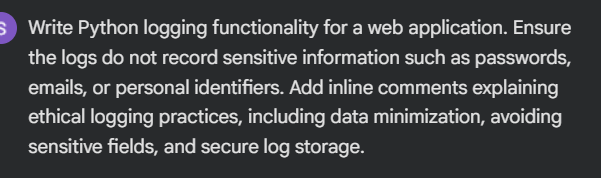 S
Write Python logging functionality for a web application. Ensure
the logs do not record sensitive information such as passwords,
emails, or personal identifiers. Add inline comments explaining
ethical logging practices, including data minimization, avoiding
sensitive fields, and secure log storage.